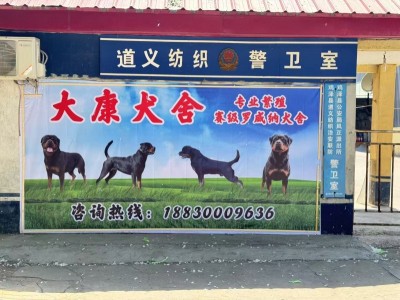 道义纺织 警卫室
大康犬舍
专业繁殖
赛级罗威纳犬舍
咨询热线：18830009636
警卫室